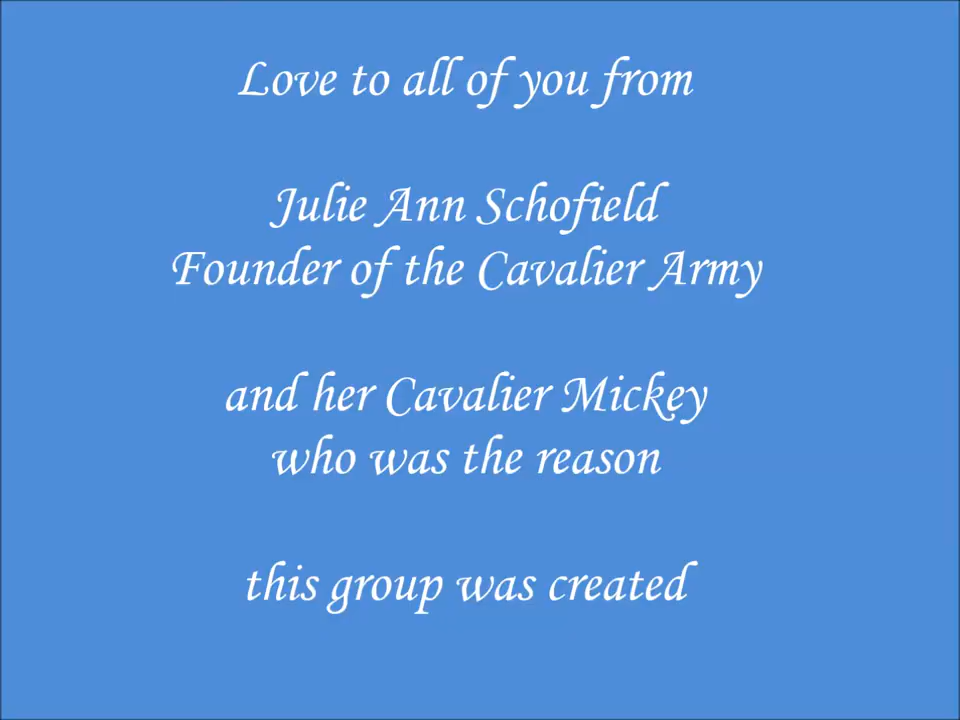 Love to all of you from
Julie Ann Schofield
Founder of the Cavalier Army
and her Cavalier Mickey
who was the reason
this group was created